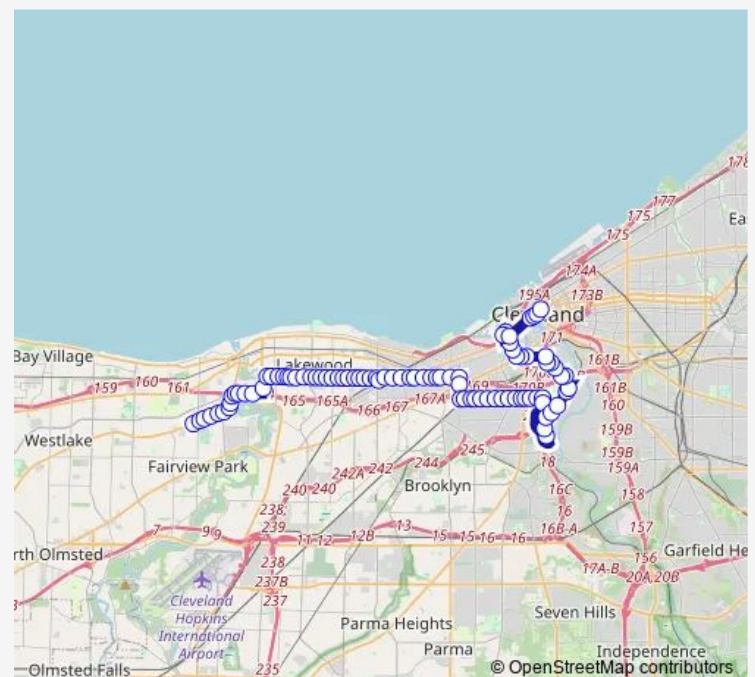 178
177
175
Ea
175
174A
195A
173B
Cleveland
171
Bay Village
Lakewood
161B
159 160 161
170B
169
161B
165 165A
167A
160
166 167
Westlake
159B
245
159B
Fairview Park
244
18
159A
242A 242
Brooklyn
240 240
16C
158
238
16
239
7
9
9
13
157
11-12
12B
15
15
16
16
16B-A
rth Olmsted
156
Garfield He
238
17A-B
20A,20B
237B
Cleveland
Hopkins
International
Airport
237
Seven Hills
Parma Heights
Parma
Independence
Olmsted Falls
235
© OpenStreetMap contributors